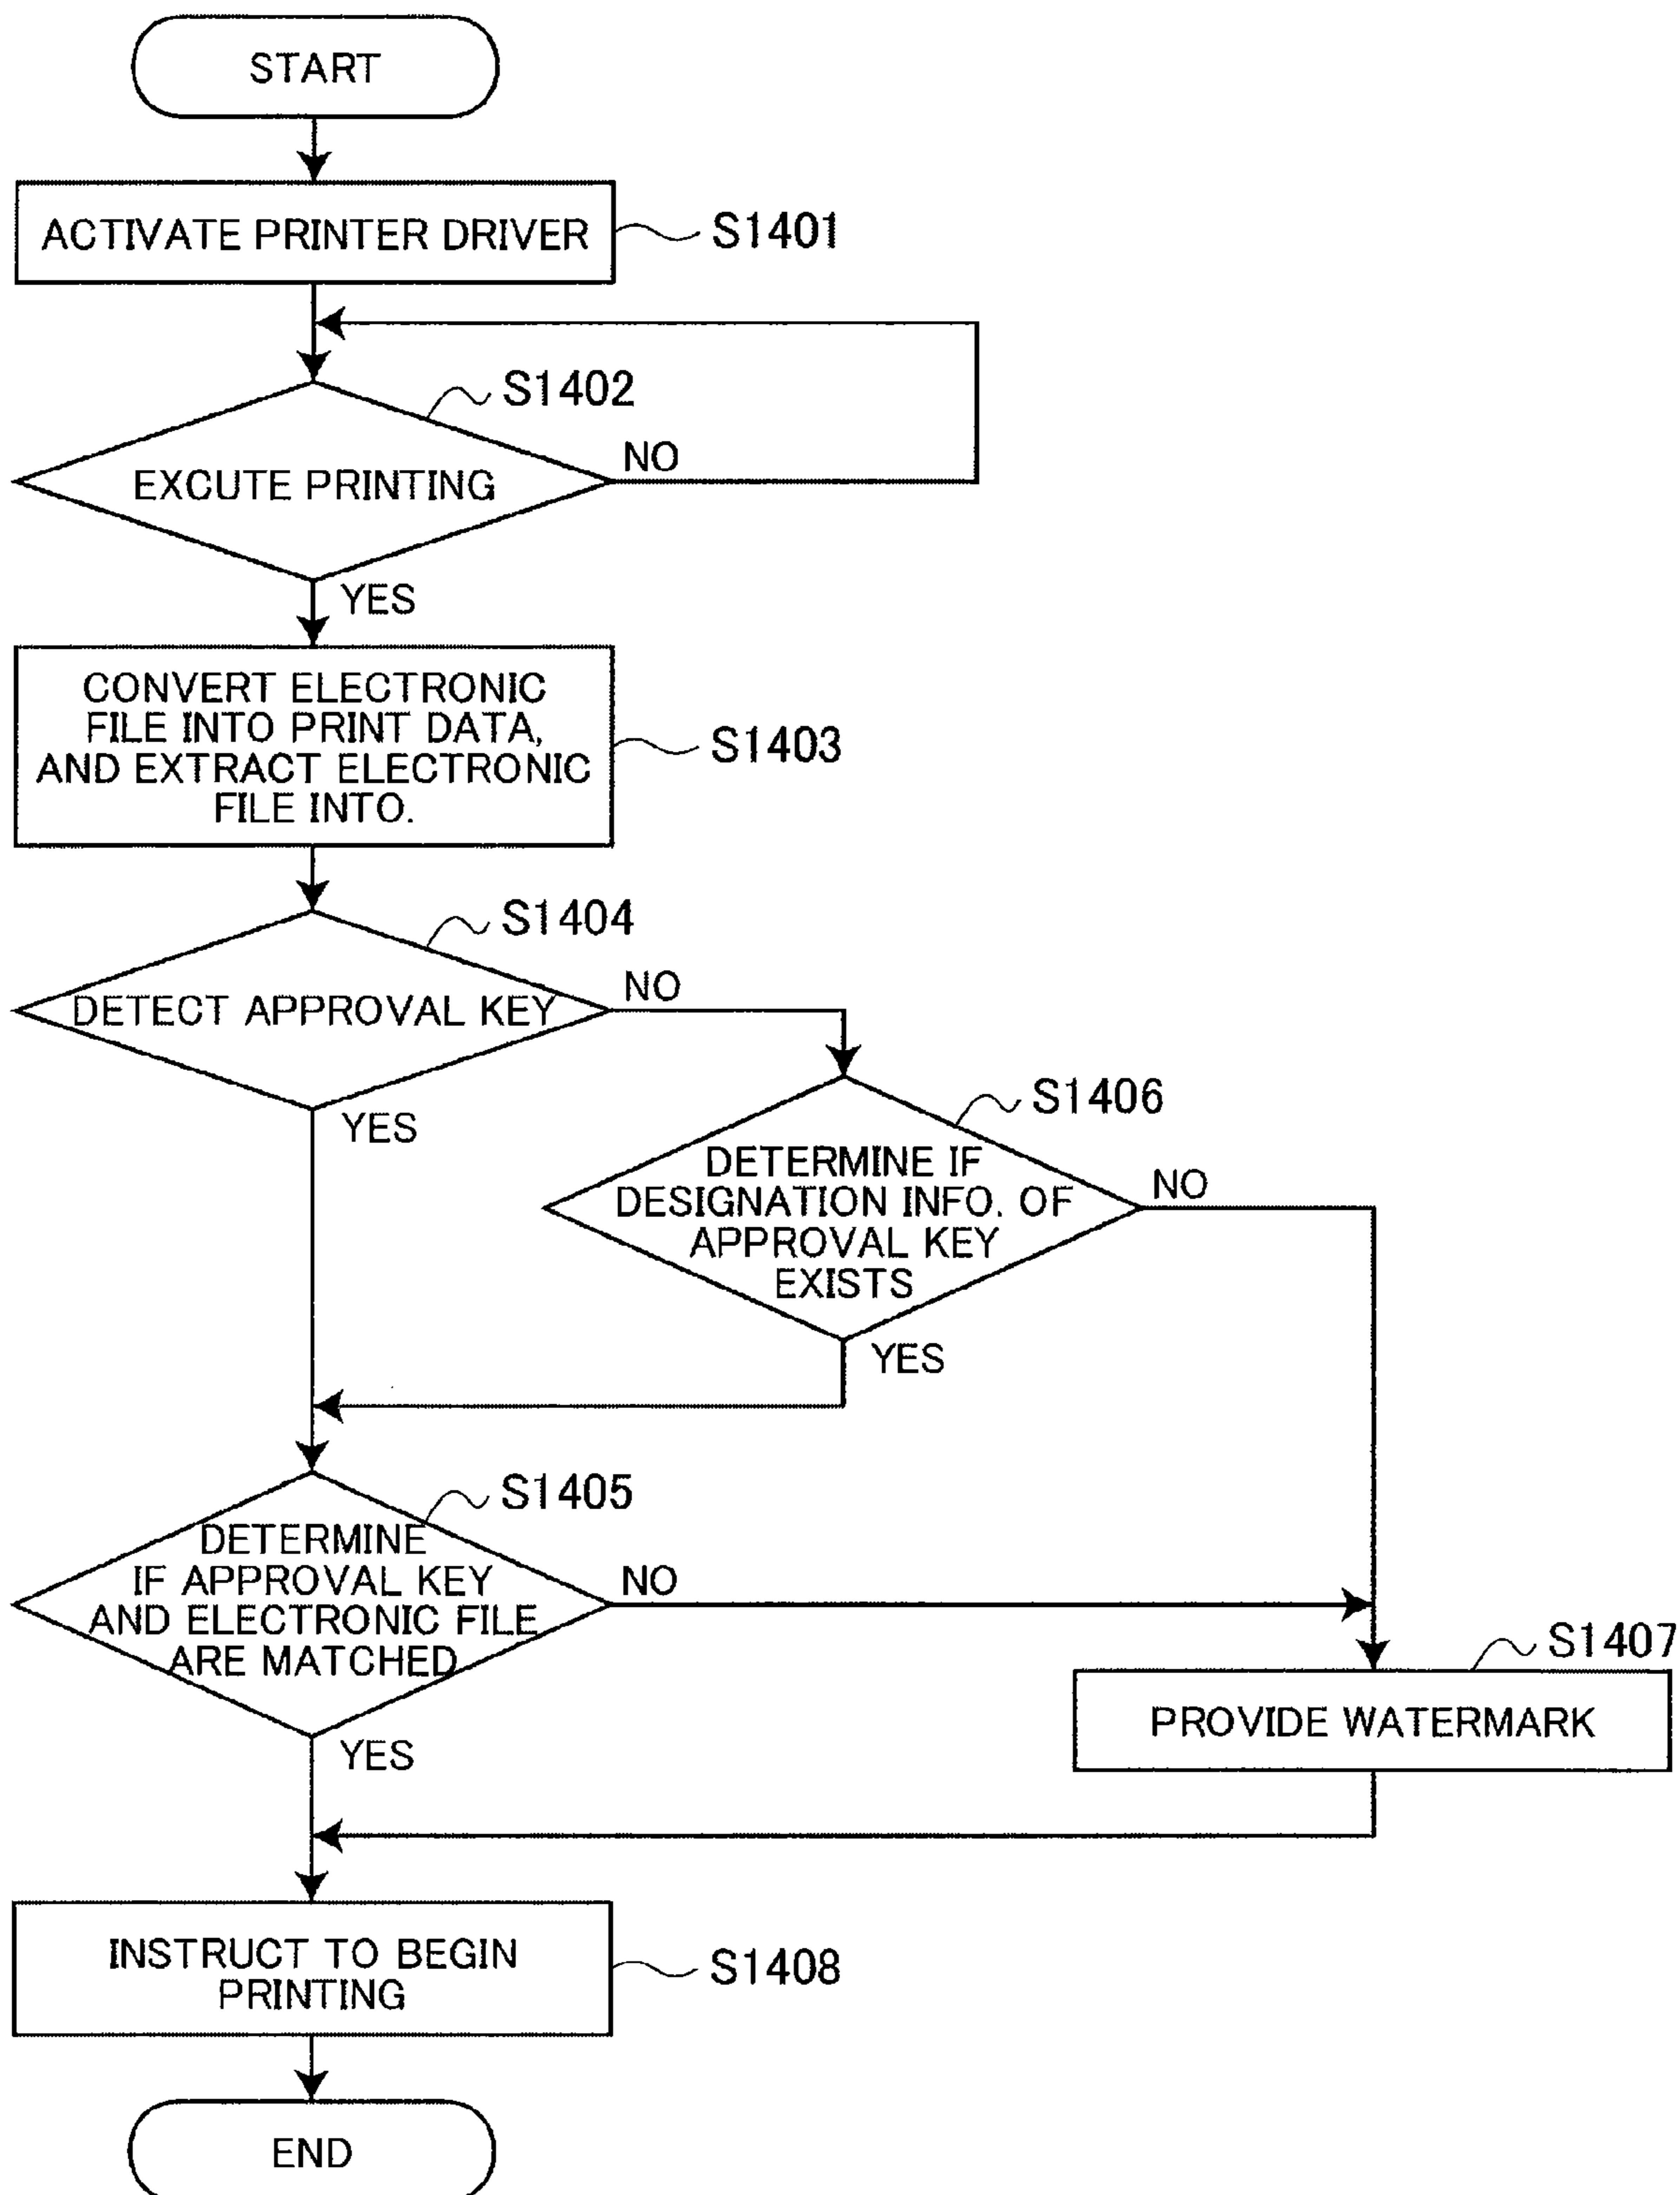 START
ACTIVATE PRINTER DRIVER
S1401
S1402
EXCUTE PRINTING
NO
YES
CONVERT ELECTRONIC
FILE INTO PRINT DATA,
AND EXTRACT ELECTRONIC
FILE INTO.
S1403
S1404
DETECT APPROVAL KEY
NO
YES
S1406
DETERMINE IF
DESIGNATION INFO. OF
APPROVAL KEY
EXISTS
NO
YES
S1405
DETERMINE
IF APPROVAL KEY
AND ELECTRONIC FILE
ARE MATCHED
NO
YES
S1407
PROVIDE WATERMARK
INSTRUCT TO BEGIN
PRINTING
S1408
END